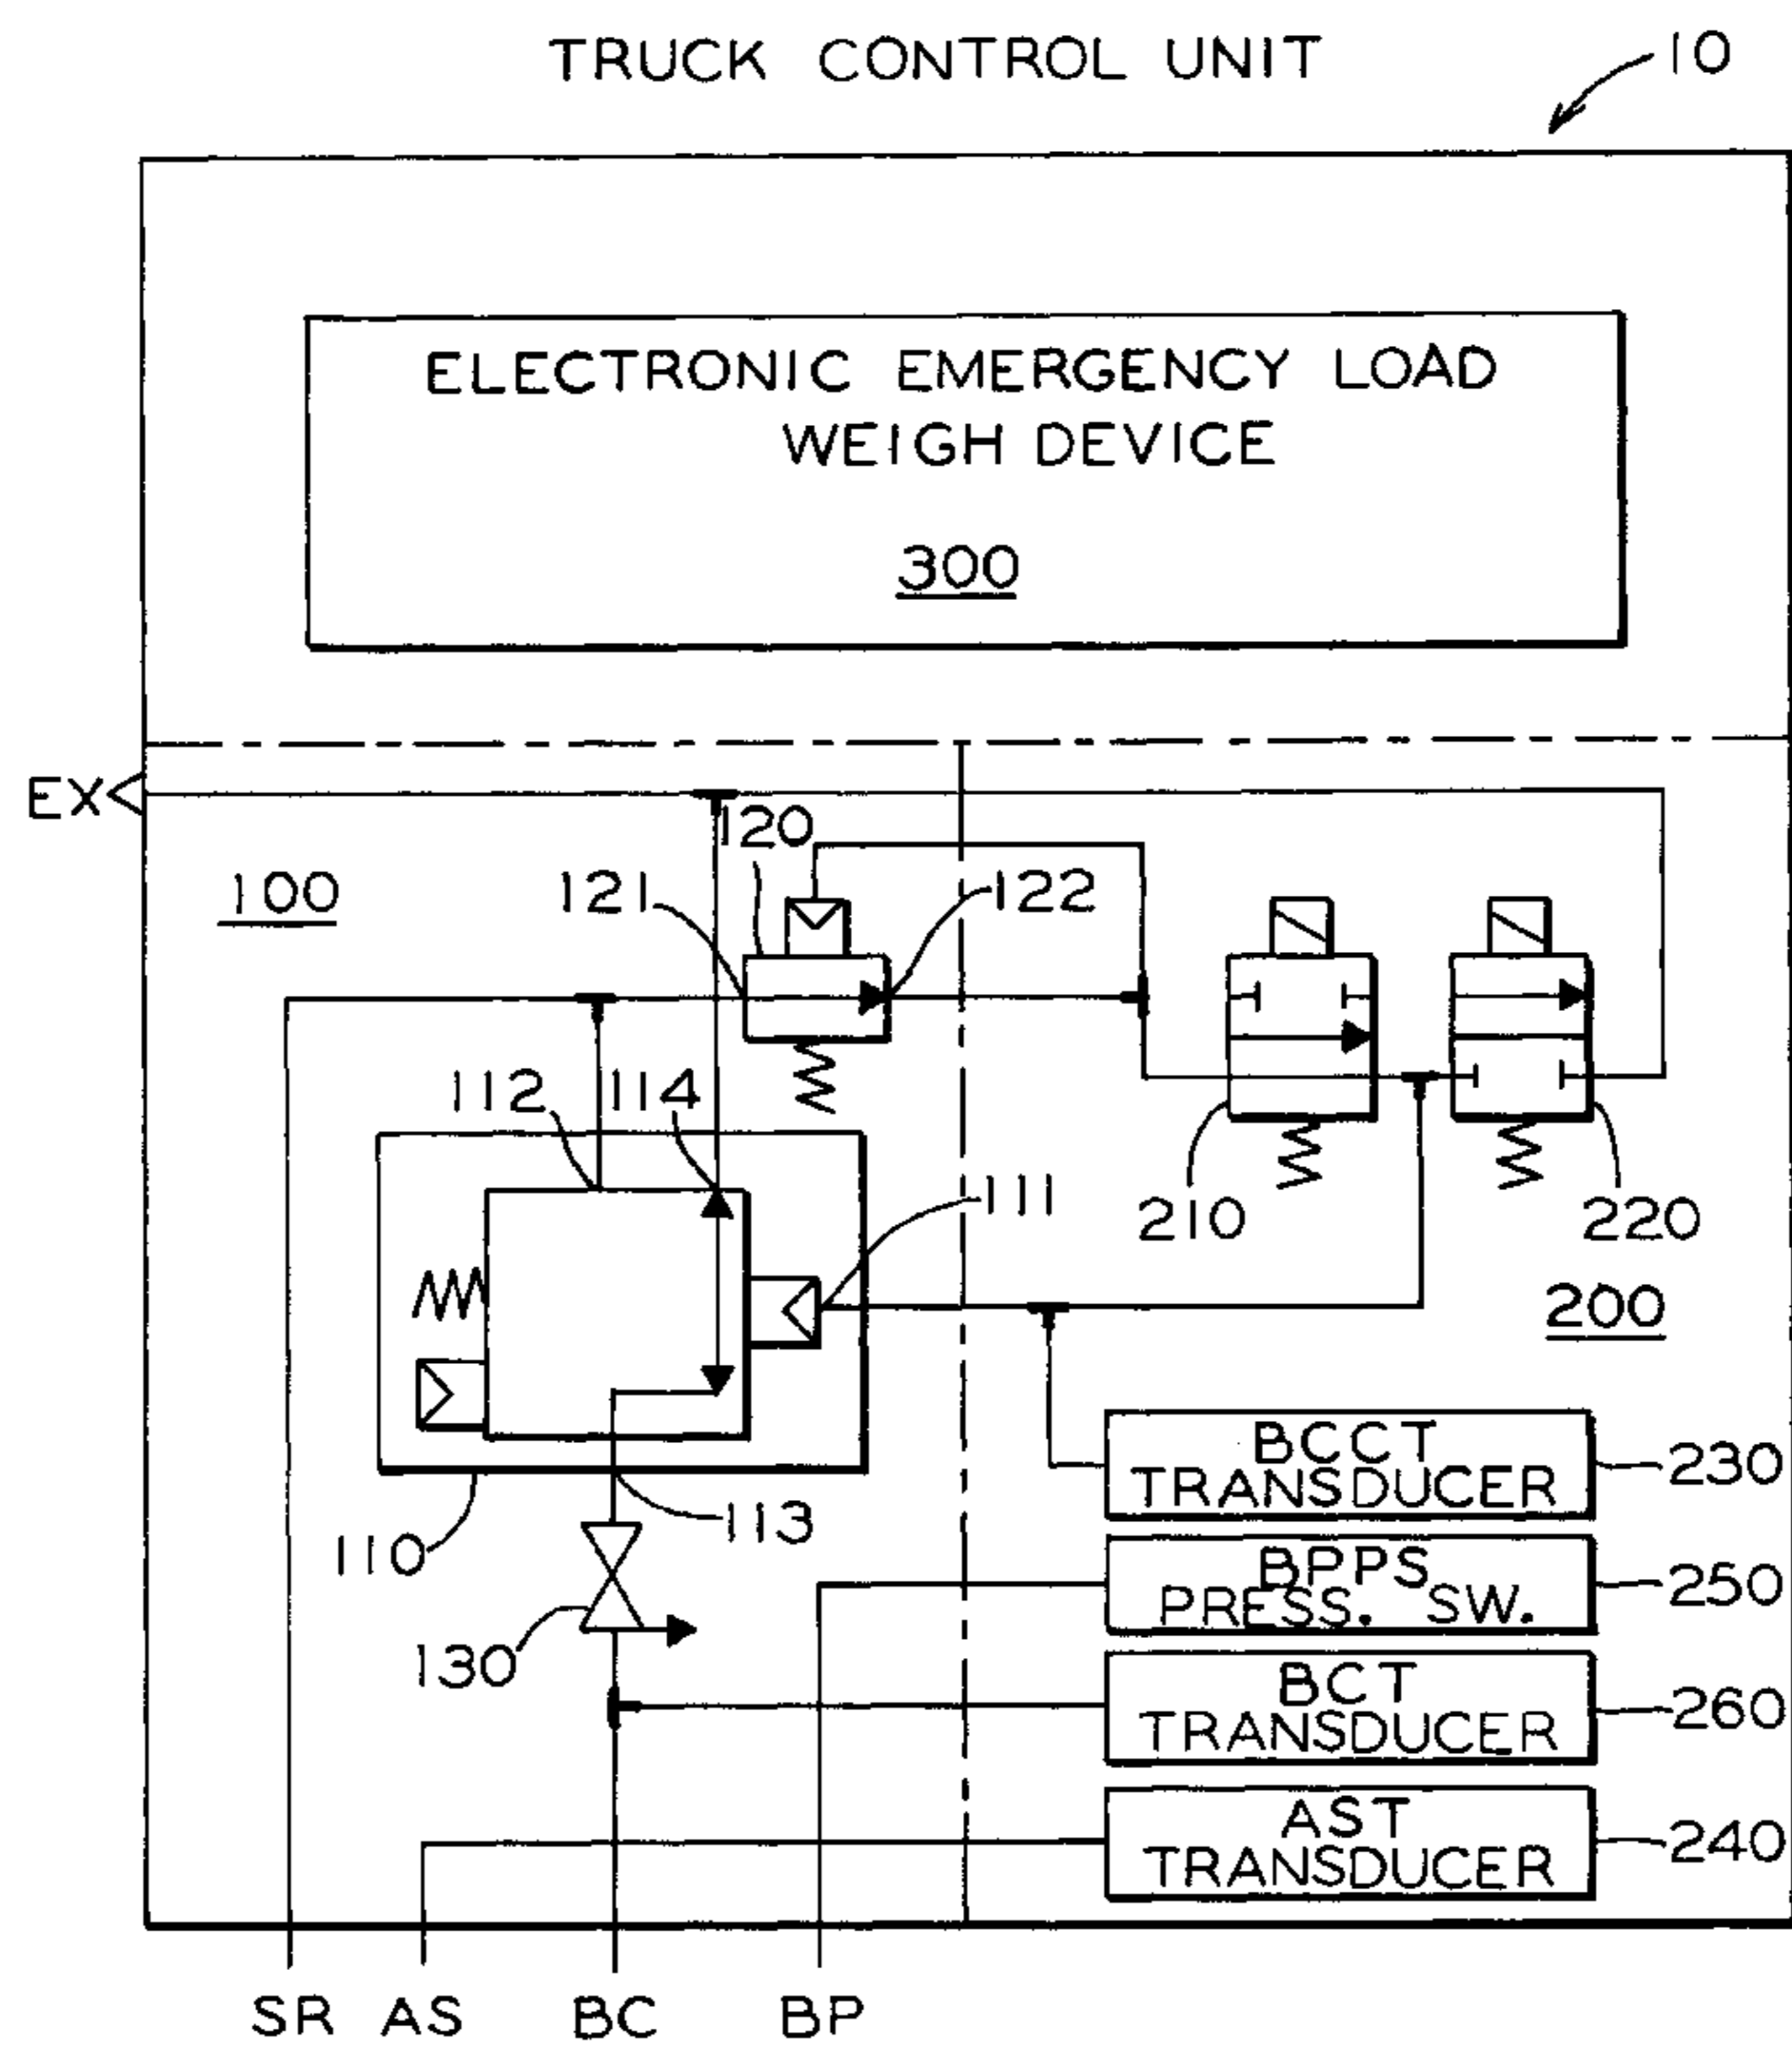 TRUCK CONTROL UNIT
10
ELECTRONIC EMERGENCY LOAD
WEIGH DEVICE
300
EX
120
100
121
122
112
114
111
210
220
200
BCCT
TRANSDUCER
230
113
110
BPPS
PRESS. SW.
250
130
BCT
TRANSDUCER
260
AST
TRANSDUCER
240
SR AS BC BP